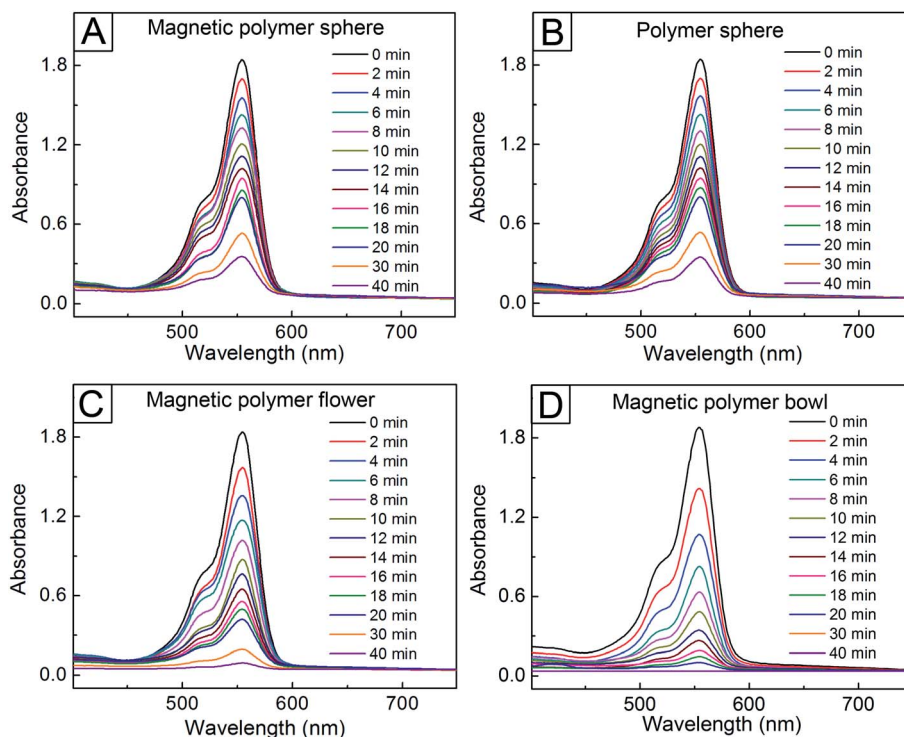 A
Magnetic polymer sphere
0 min
2 min
4 min
6 min
8 min
10 min
12 min
14 min
16 min
18 min
20 min
30 min
40 min
1.8
1.2
0.6
0.0
Absorbance
500
600
700
Wavelength (nm)
B
Polymer sphere
0 min
2 min
4 min
6 min
8 min
10 min
12 min
14 min
16 min
18 min
20 min
30 min
40 min
1.8
1.2
0.6
0.0
Absorbance
500
600
700
Wavelength (nm)
C
Magnetic polymer flower
0 min
2 min
4 min
6 min
8 min
10 min
12 min
14 min
16 min
18 min
20 min
30 min
40 min
1.8
1.2
0.6
0.0
Absorbance
500
600
700
Wavelength (nm)
D
Magnetic polymer bowl
0 min
2 min
4 min
6 min
8 min
10 min
12 min
14 min
16 min
18 min
20 min
30 min
40 min
1.8
1.2
0.6
0.0
Absorbance
500
600
700
Wavelength (nm)